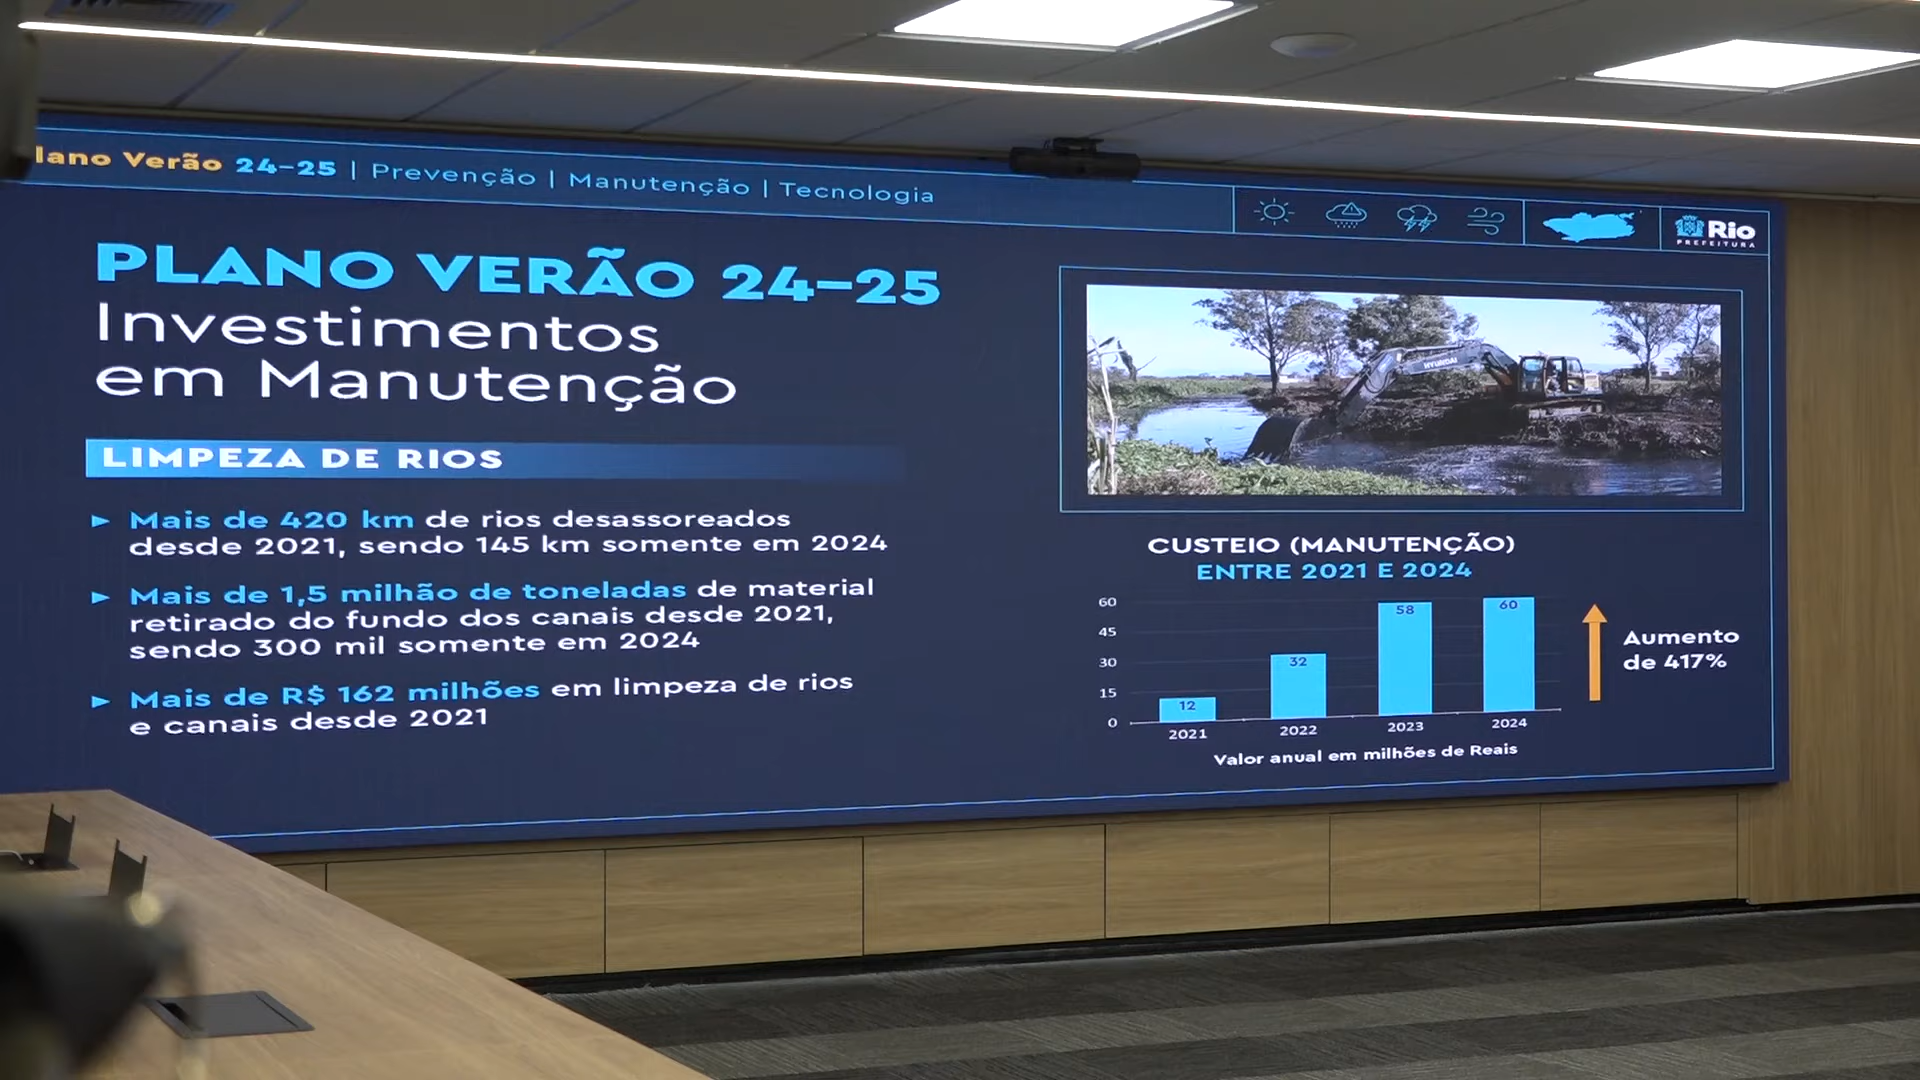 lano Verão 24–25 | Prevenção | Manutenção | Tecnologia
Rio
PREFEITURA
PLANO VERÃO 24–25
Investimentos
em Manutenção
LIMPEZA DE RIOS
► Mais de 420 km de rios desassoreados
desde 2021, sendo 145 km somente em 2024
► Mais de 1,5 milhão de toneladas de material
retirado do fundo dos canais desde 2021,
sendo 300 mil somente em 2024
► Mais de R$ 162 milhões em limpeza de rios
e canais desde 2021
HYUNDAI
CUSTEIO (MANUTENÇÃO)
ENTRE 2021 E 2024
60
45
30
15
0
12
32
58
60
2021
2022
2023
2024
Valor anual em milhões de Reais
Aumento
de 417%